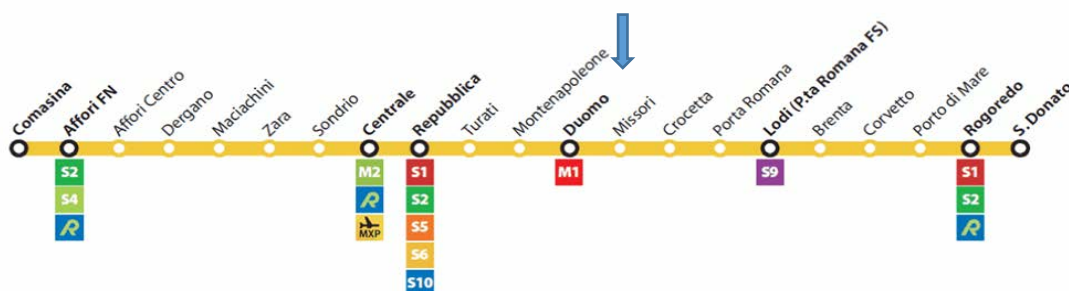 Comasina
Affori FN
Affori Centro
Dergano
Maciachini
Zara
Sondrio
Centrale
Repubblica
Turati
Montenapoleone
Duomo
Missori
Crocetta
Porta Romana
Lodi (P.ta Romana FS)
Brenta
Corvetto
Porto di Mare
Rogoredo
S. Donato
S2
S4
R
M2
R
MXP
S1
S2
S5
S6
S10
M1
S9
S1
S2
R